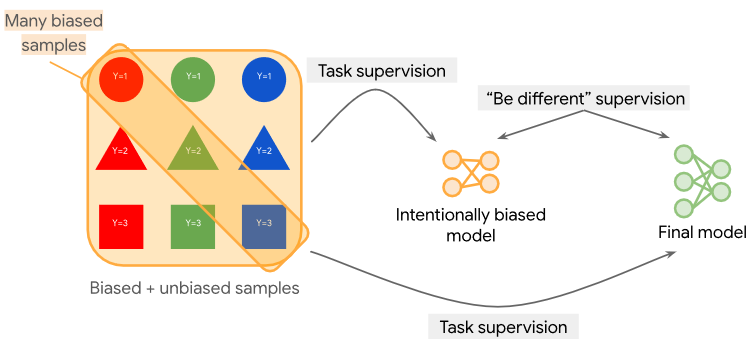 Many biased
samples
Y=1 Y=1 Y=1
Y=2 Y=2 Y=2
Y=3 Y=3 Y=3
Biased + unbiased samples
Task supervision
"Be different" supervision
Intentionally biased
model
Final model
Task supervision